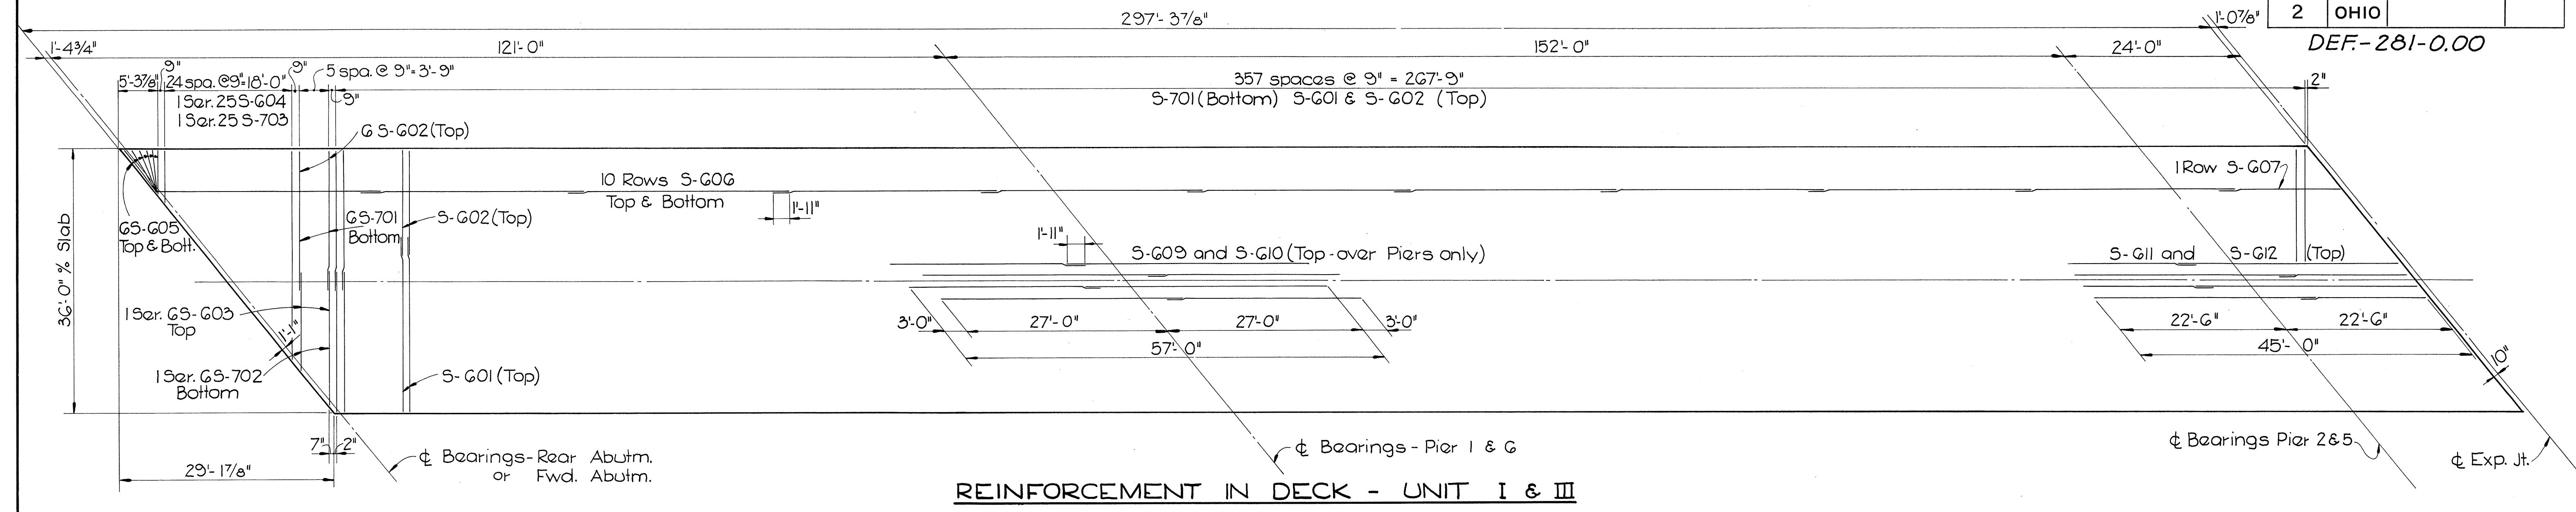 297'-3⅞"
1'-0⅞"
2 OHIO
DEF.-281-0.00
1'-4¾"
121'-0"
152'-0"
24'-0"
9"
9"
5 spa. @ 9" = 3'-9"
5'-3⅞"
24 spa. @9"=18'-0"
357 spaces @ 9" = 267'-9"
2"
1 Ser. 25 S-604
9"
S-701 (Bottom) S-601 & S-602 (Top)
1 Ser. 25 S-703
6 S-602 (Top)
1 Row S-607
10 Rows S-606
Top & Bottom
1'-11"
36'-0" % Slab
6S-605
Top & Bott.
6S-701
Bottom
S-602 (Top)
1'-11"
S-609 and S-610 (Top-over Piers only)
S-611 and S-612 (Top)
1 Ser. 6S-603
Top
1'-1"
3'-0"
27'-0"
27'-0"
3'-0"
22'-6"
22'-6"
57'-0"
45'-0"
10"
1 Ser. 6S-702
Bottom
S-601 (Top)
7"
2"
℄ Bearings-Rear Abutm.
or Fwd. Abutm.
℄ Bearings - Pier 1 & 6
℄ Bearings Pier 2&5
℄ Exp. Jt.
29'-1⅞"
REINFORCEMENT IN DECK - UNIT I & III